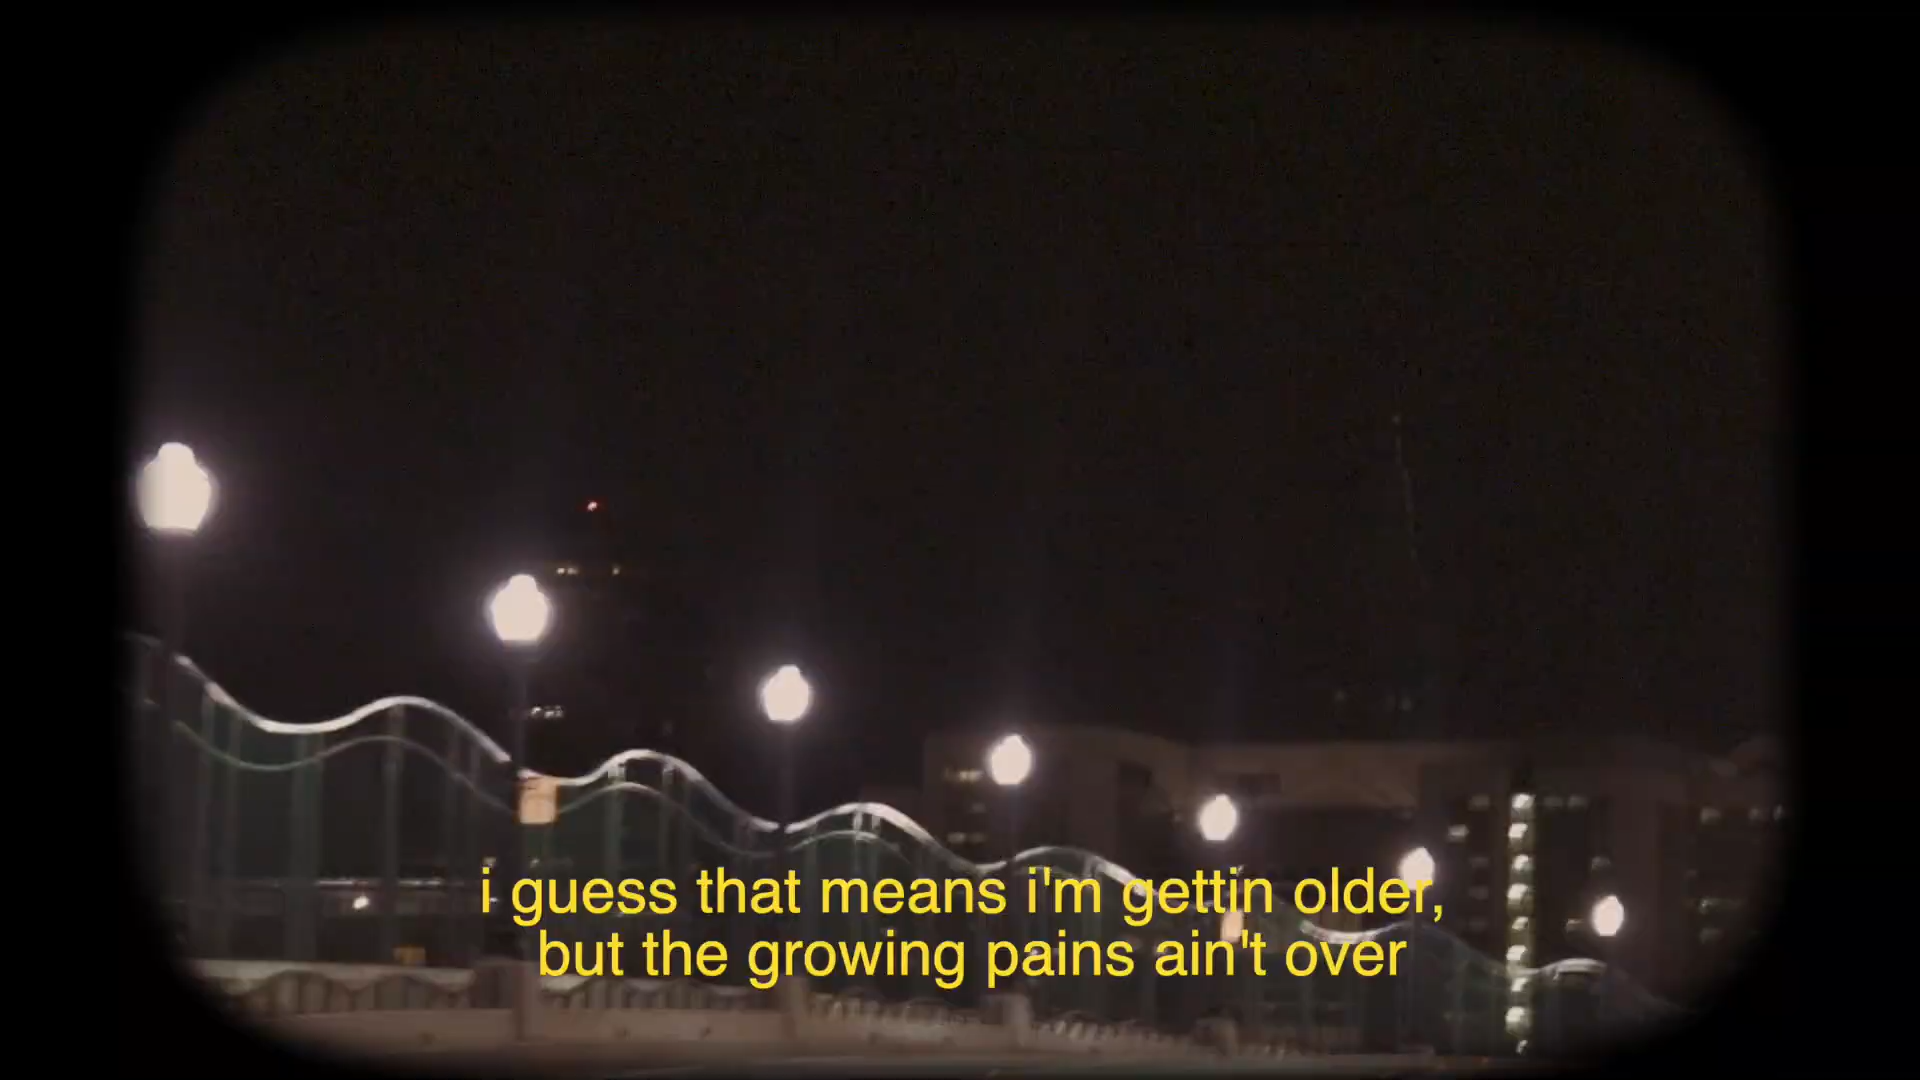 i guess that means i'm gettin older,
but the growing pains ain't over